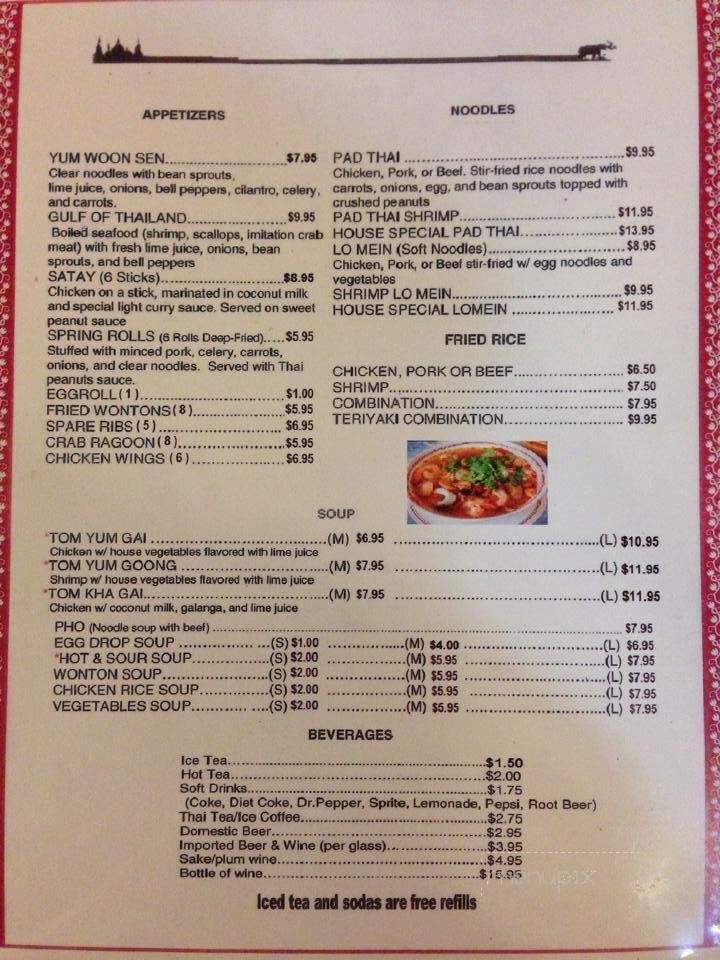 APPETIZERS
YUM WOON SEN..............................$7.95
Clear noodles with bean sprouts,
lime juice, onions, bell peppers, cilantro, celery,
and carrots.
GULF OF THAILAND.........................$9.95
Boiled seafood (shrimp, scallops, imitation crab
meat) with fresh lime juice, onions, bean
sprouts, and bell peppers
SATAY (6 Sticks)..............................$8.95
Chicken on a stick, marinated in coconut milk
and special light curry sauce. Served on sweet
peanut sauce
SPRING ROLLS (6 Rolls Deep-Fried).....$5.95
Stuffed with minced pork, celery, carrots,
onions, and clear noodles. Served with Thai
peanuts sauce.
EGGROLL (1)...................................$1.00
FRIED WONTONS (8)........................$5.95
SPARE RIBS (5)...............................$6.95
CRAB RAGOON (8)...........................$5.95
CHICKEN WINGS (6)........................$6.95
NOODLES
PAD THAI ..............................................$9.95
Chicken, Pork, or Beef. Stir-fried rice noodles with
carrots, onions, egg, and bean sprouts topped with
crushed peanuts
PAD THAI SHRIMP...................................$11.95
HOUSE SPECIAL PAD THAI.....................$13.95
LO MEIN (Soft Noodles)..............................$8.95
Chicken, Pork, or Beef stir-fried w/ egg noodles and
vegetables
SHRIMP LO MEIN.....................................$9.95
HOUSE SPECIAL LOMEIN .......................$11.95
FRIED RICE
CHICKEN, PORK OR BEEF.........................$6.50
SHRIMP...................................................$7.50
COMBINATION.........................................$7.95
TERIYAKI COMBINATION...........................$9.95
SOUP
*TOM YUM GAI ....................................(M) $6.95 ..........................................(L) $10.95
Chicken w/ house vegetables flavored with lime juice
*TOM YUM GOONG ..............................(M) $7.95 ..........................................(L) $11.95
Shrimp w/ house vegetables flavored with lime juice
*TOM KHA GAI.....................................(M) $7.95 ..........................................(L) $11.95
Chicken w/ coconut milk, galanga, and lime juice
PHO (Noodle soup with beef) ..................................................................................$7.95
EGG DROP SOUP ....................(S) $1.00 ................(M) $4.00 ............................(L) $6.95
*HOT & SOUR SOUP................(S) $2.00 ................(M) $5.95 ............................(L) $7.95
WONTON SOUP......................(S) $2.00 ................(M) $5.95 ............................(L) $7.95
CHICKEN RICE SOUP..............(S) $2.00 ................(M) $5.95 ............................(L) $7.95
VEGETABLES SOUP................(S) $2.00 ................(M) $5.95 ............................(L) $7.95
BEVERAGES
Ice Tea.....................................................$1.50
Hot Tea....................................................$2.00
Soft Drinks................................................$1.75
(Coke, Diet Coke, Dr.Pepper, Sprite, Lemonade, Pepsi, Root Beer)
Thai Tea/Ice Coffee.....................................$2.75
Domestic Beer............................................$2.95
Imported Beer & Wine (per glass)....................$3.95
Sake/plum wine..........................................$4.95
Bottle of wine.............................................$15.95
menupix
Iced tea and sodas are free refills